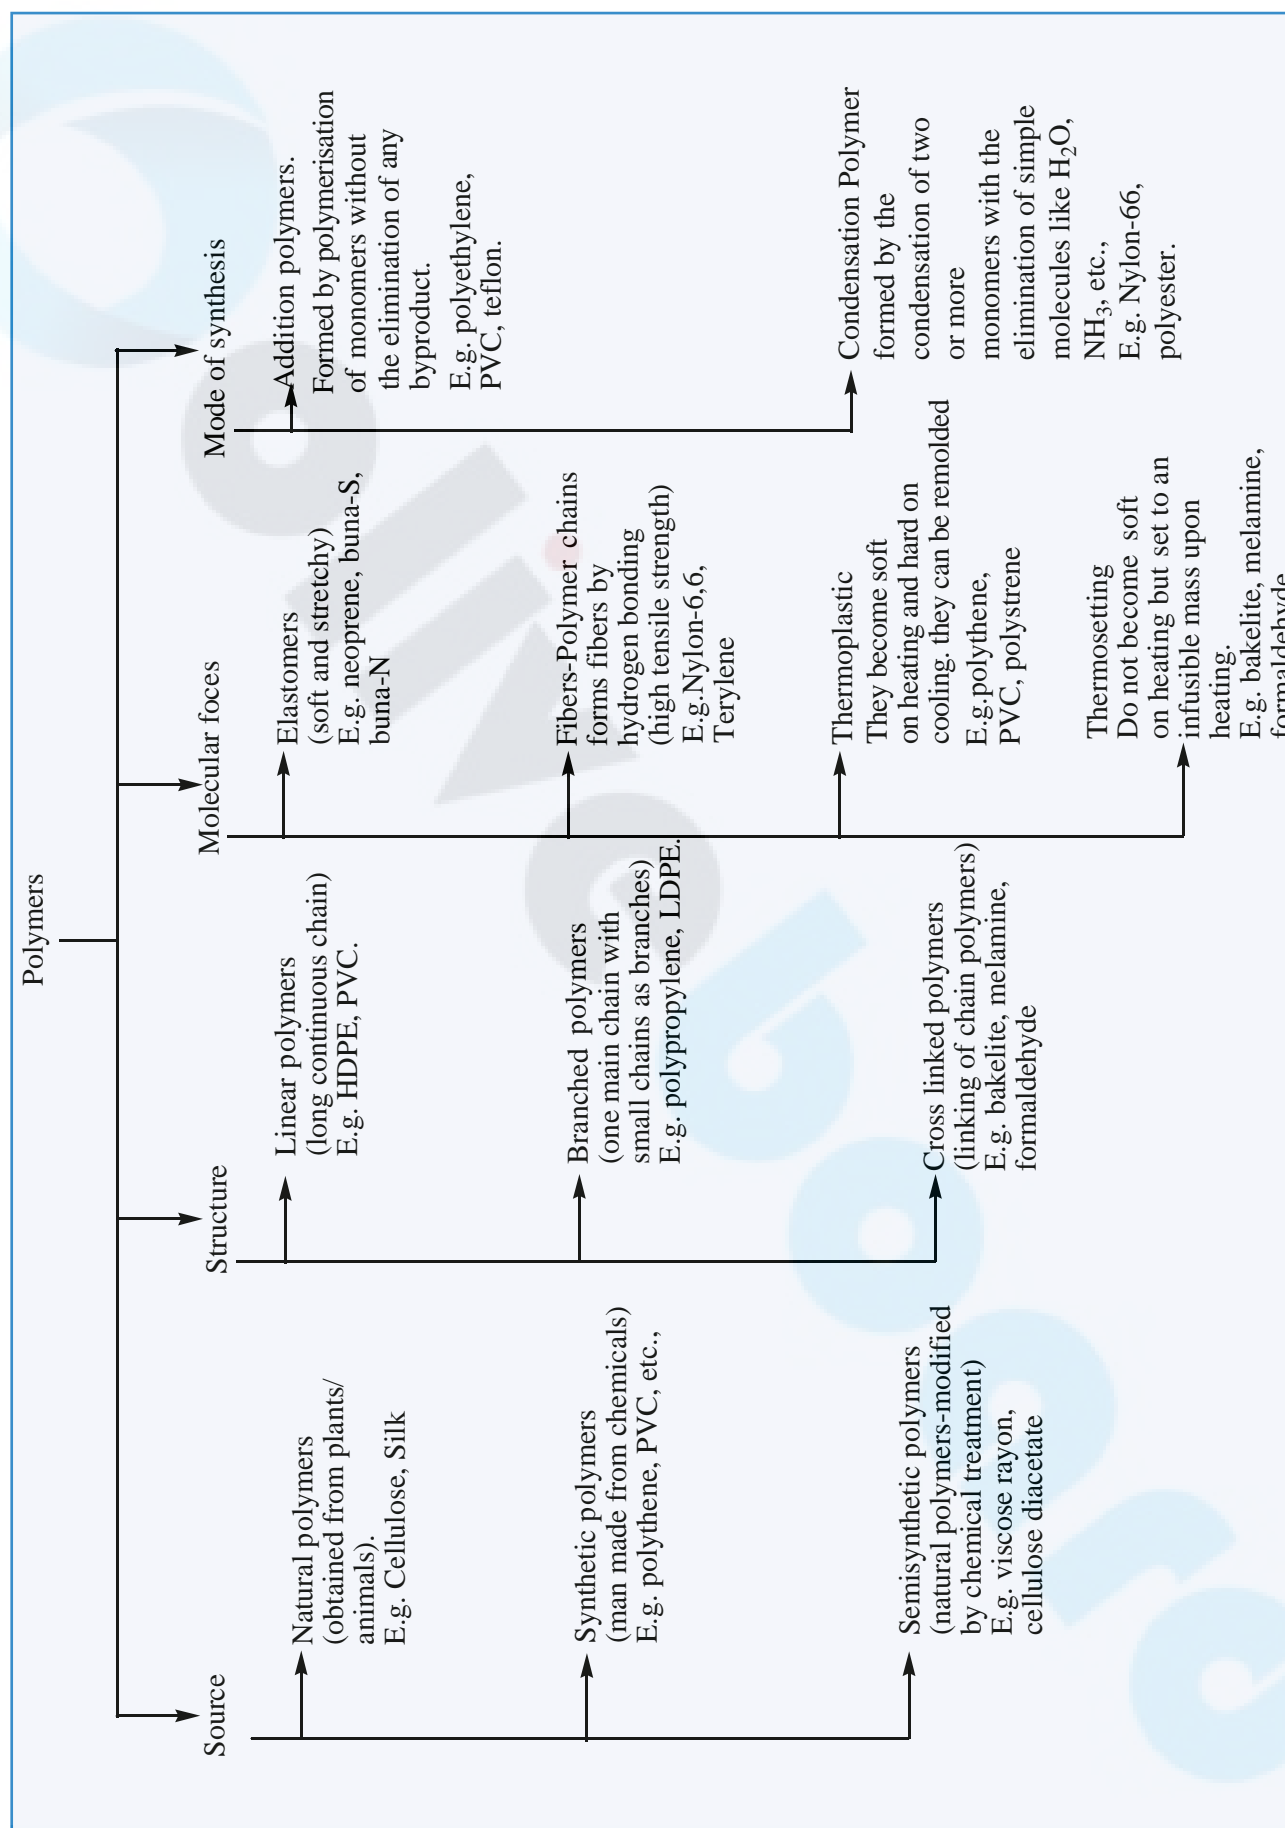 Polymers
Source
Natural polymers
(obtained from plants/
animals).
E.g. Cellulose, Silk
Synthetic polymers
(man made from chemicals)
E.g. polythene, PVC, etc.,
Semisynthetic polymers
(natural polymers-modified
by chemical treatment)
E.g. viscose rayon,
cellulose diacetate
Structure
Linear polymers
(long continuous chain)
E.g. HDPE, PVC.
Branched polymers
(one main chain with
small chains as branches)
E.g. polypropylene, LDPE.
Cross linked polymers
(linking of chain polymers)
E.g. bakelite, melamine,
formaldehyde
Molecular foces
Elastomers
(soft and stretchy)
E.g. neoprene, buna-S,
buna-N
Fibers-Polymer chains
forms fibers by
hydrogen bonding
(high tensile strength)
E.g.Nylon-6,6,
Terylene
Thermoplastic
They become soft
on heating and hard on
cooling. they can be remolded
E.g.polythene,
PVC, polystrene
Thermosetting
Do not become soft
on heating but set to an
infusible mass upon
heating.
E.g. bakelite, melamine,
formaldehyde
Mode of synthesis
Addition polymers.
Formed by polymerisation
of monomers without
the elimination of any
byproduct.
E.g. polyethylene,
PVC, teflon.
Condensation Polymer
formed by the
condensation of two
or more
monomers with the
elimination of simple
molecules like H₂O,
NH₃, etc.,
E.g. Nylon-66,
polyester.
oliveboard